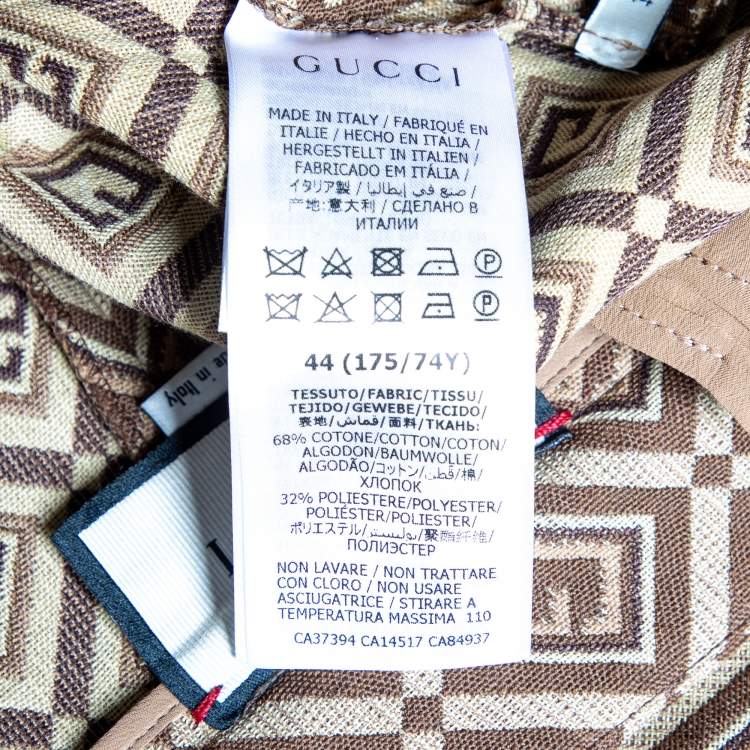 GUCCI
MADE IN ITALY / FABRIQUÉ EN
ITALIE / HECHO EN ITALIA /
HERGESTELLT IN ITALIEN /
FABRICADO EM ITÁLIA /
イタリア製 / صنع في إيطاليا /
产地:意大利 / СДЕЛАНО В
ИТАЛИИ
P
P
44 (175/74Y)
TESSUTO/FABRIC/TISSU/
TEJIDO/GEWEBE/TECIDO/
表地/قماش/面料/ТКАНЬ:
68% COTONE/COTTON/COTON/
ALGODON/BAUMWOLLE/
ALGODÃO/コットン/قطن/棉/
ХЛОПОК
32% POLIESTERE/POLYESTER/
POLIÉSTER/POLYESTER/
ポリエステル/بوليستر/聚酯纤维/
ПОЛИЭСТЕР
NON LAVARE / NON TRATTARE
CON CLORO / NON USARE
ASCIUGATRICE / STIRARE A
TEMPERATURA MASSIMA 110
CA37394 CA14517 CA84937
in Italy